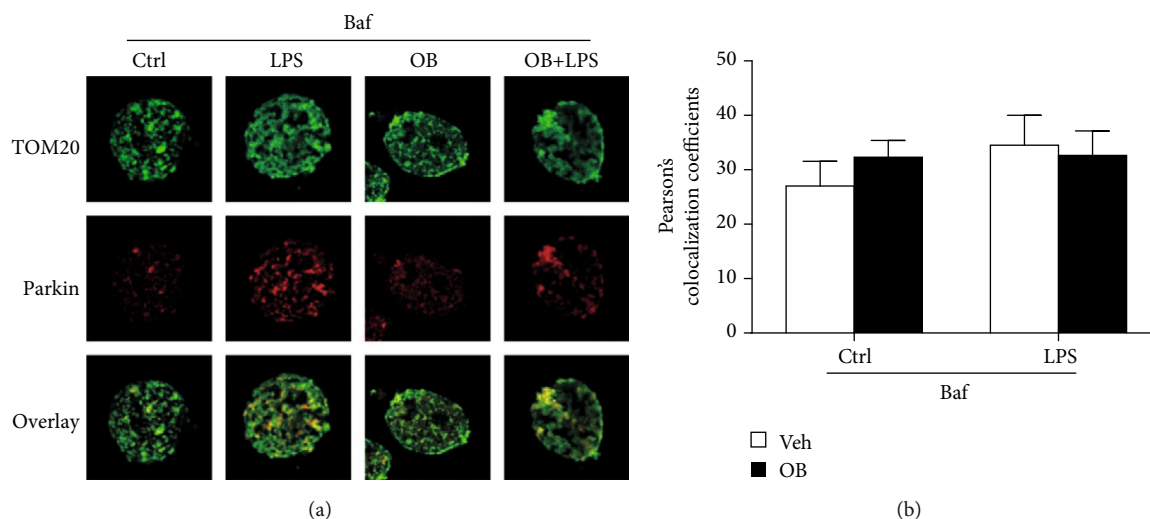 Baf
Ctrl LPS OB OB+LPS
TOM20
Parkin
Overlay
(a)
Pearson's
colocalization coefficients
50
40
30
20
10
0
Ctrl LPS
Baf
Veh
OB
(b)